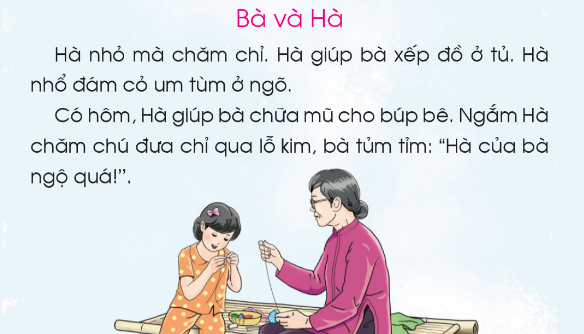 Bà và Hà
Hà nhỏ mà chăm chỉ. Hà giúp bà xếp đồ ở tủ. Hà
nhổ đám cỏ um tùm ở ngõ.
Có hôm, Hà giúp bà chữa mũ cho búp bê. Ngắm Hà
chăm chú đưa chỉ qua lỗ kim, bà tủm tỉm: “Hà của bà
ngộ quá!”.